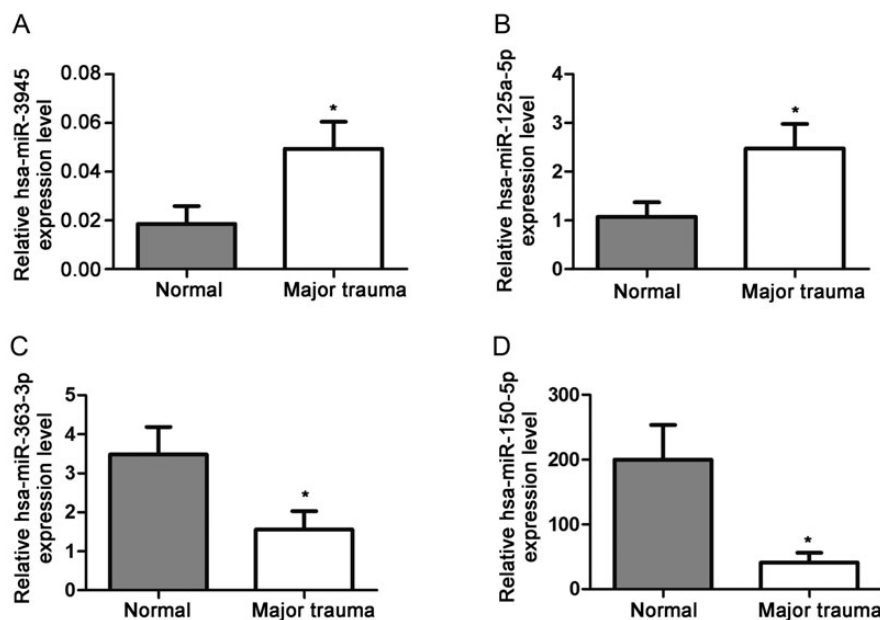 A
Relative hsa-miR-3945
expression level
0.08
0.06
0.04
0.02
0.00
*
Normal
Major trauma
B
Relative hsa-miR-125a-5p
expression level
4
3
2
1
0
*
Normal
Major trauma
C
Relative hsa-miR-363-3p
expression level
5
4
3
2
1
0
*
Normal
Major trauma
D
Relative hsa-miR-150-5p
expression level
300
200
100
0
*
Normal
Major trauma